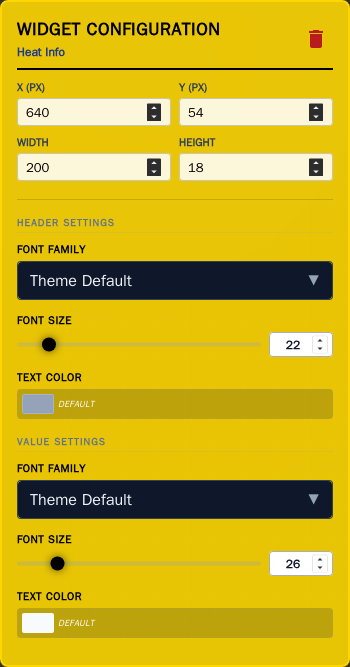 WIDGET CONFIGURATION
Heat Info
X (PX) Y (PX)
640 54
WIDTH HEIGHT
200 18
HEADER SETTINGS
FONT FAMILY
Theme Default ▼
FONT SIZE
22
TEXT COLOR
DEFAULT
VALUE SETTINGS
FONT FAMILY
Theme Default ▼
FONT SIZE
26
TEXT COLOR
DEFAULT